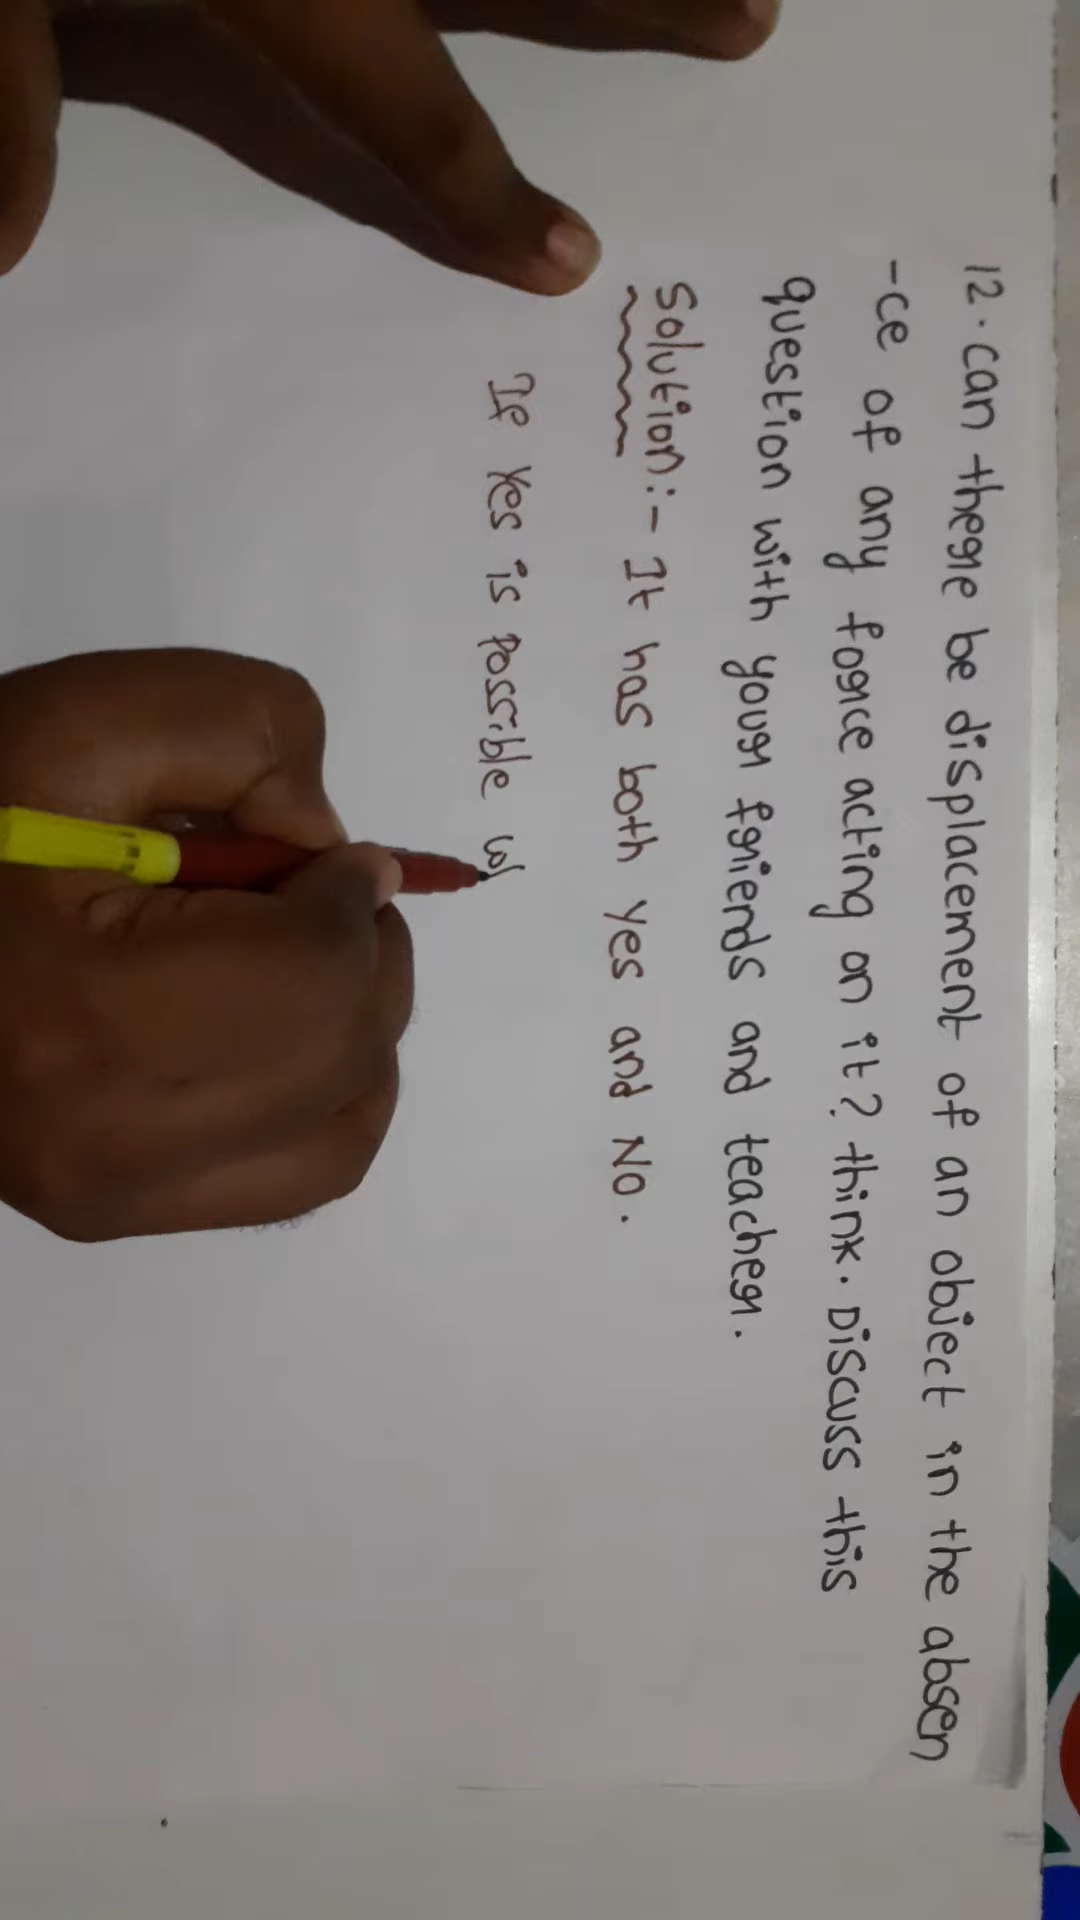 12. can there be displacement of an object in the absen
-ce of any force acting on it? think. Discuss this
question with your friends and teacher.
Solution:- It has both yes and No.
If Yes is possible w